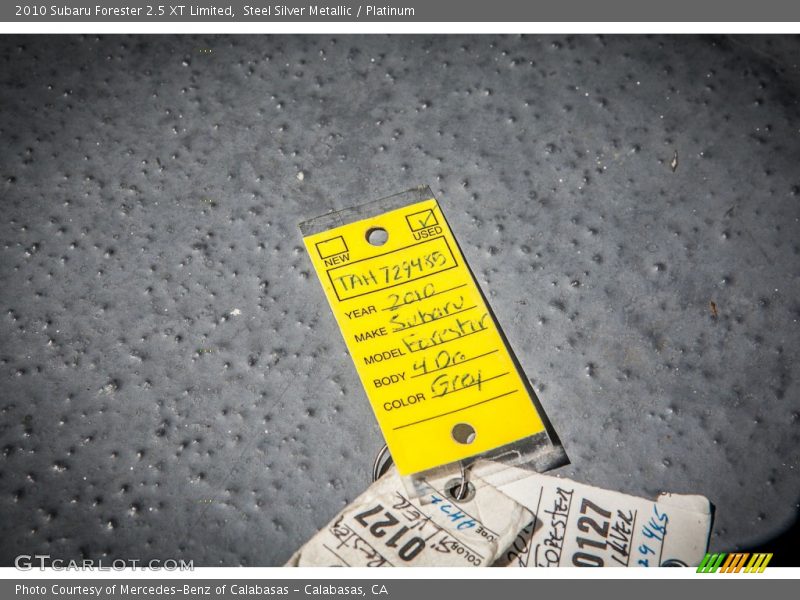 2010 Subaru Forester 2.5 XT Limited, Steel Silver Metallic / Platinum
NEW
USED
TAH 729485
YEAR 2010
MAKE Subaru
MODEL Forester
BODY 4 Do
COLOR Grey
0127
COLOR SILVER
FORESTER
0127
GTCARLOT.COM
Photo Courtesy of Mercedes-Benz of Calabasas - Calabasas, CA